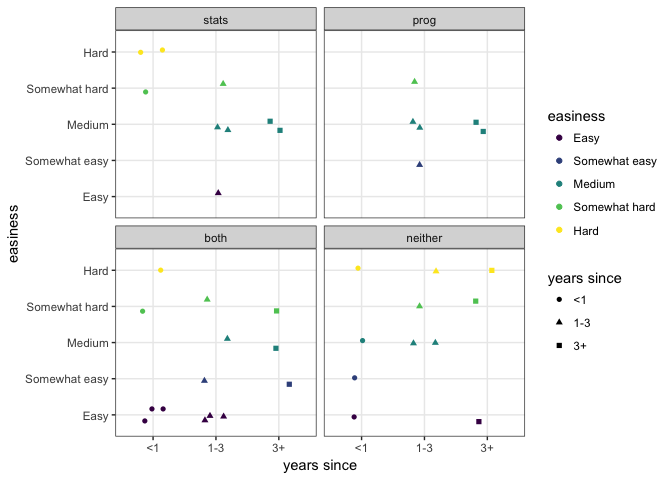 stats
prog
Hard
Somewhat hard
Medium
Somewhat easy
Easy
both
neither
Hard
Somewhat hard
Medium
Somewhat easy
Easy
<1
1-3
3+
<1
1-3
3+
years since
easiness
easiness
Easy
Somewhat easy
Medium
Somewhat hard
Hard
years since
<1
1-3
3+